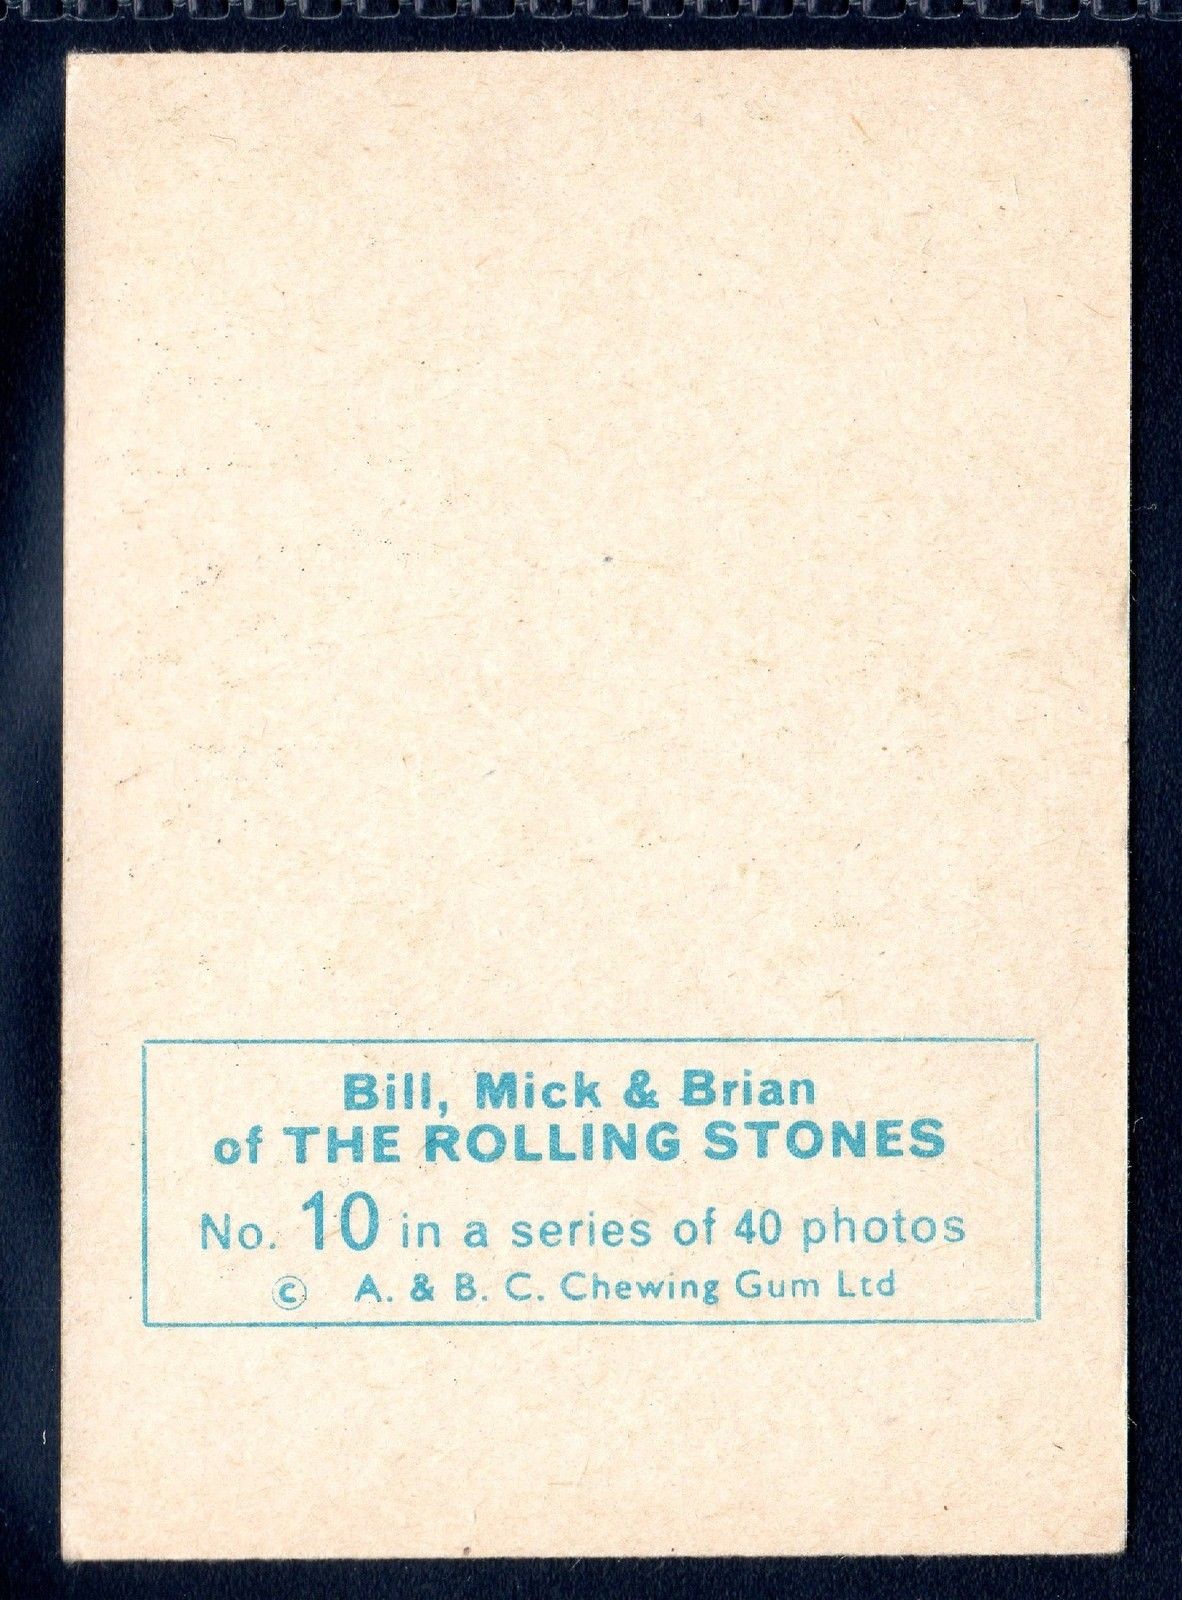 Bill, Mick & Brian
of THE ROLLING STONES
No. 10 in a series of 40 photos
© A. & B. C. Chewing Gum Ltd